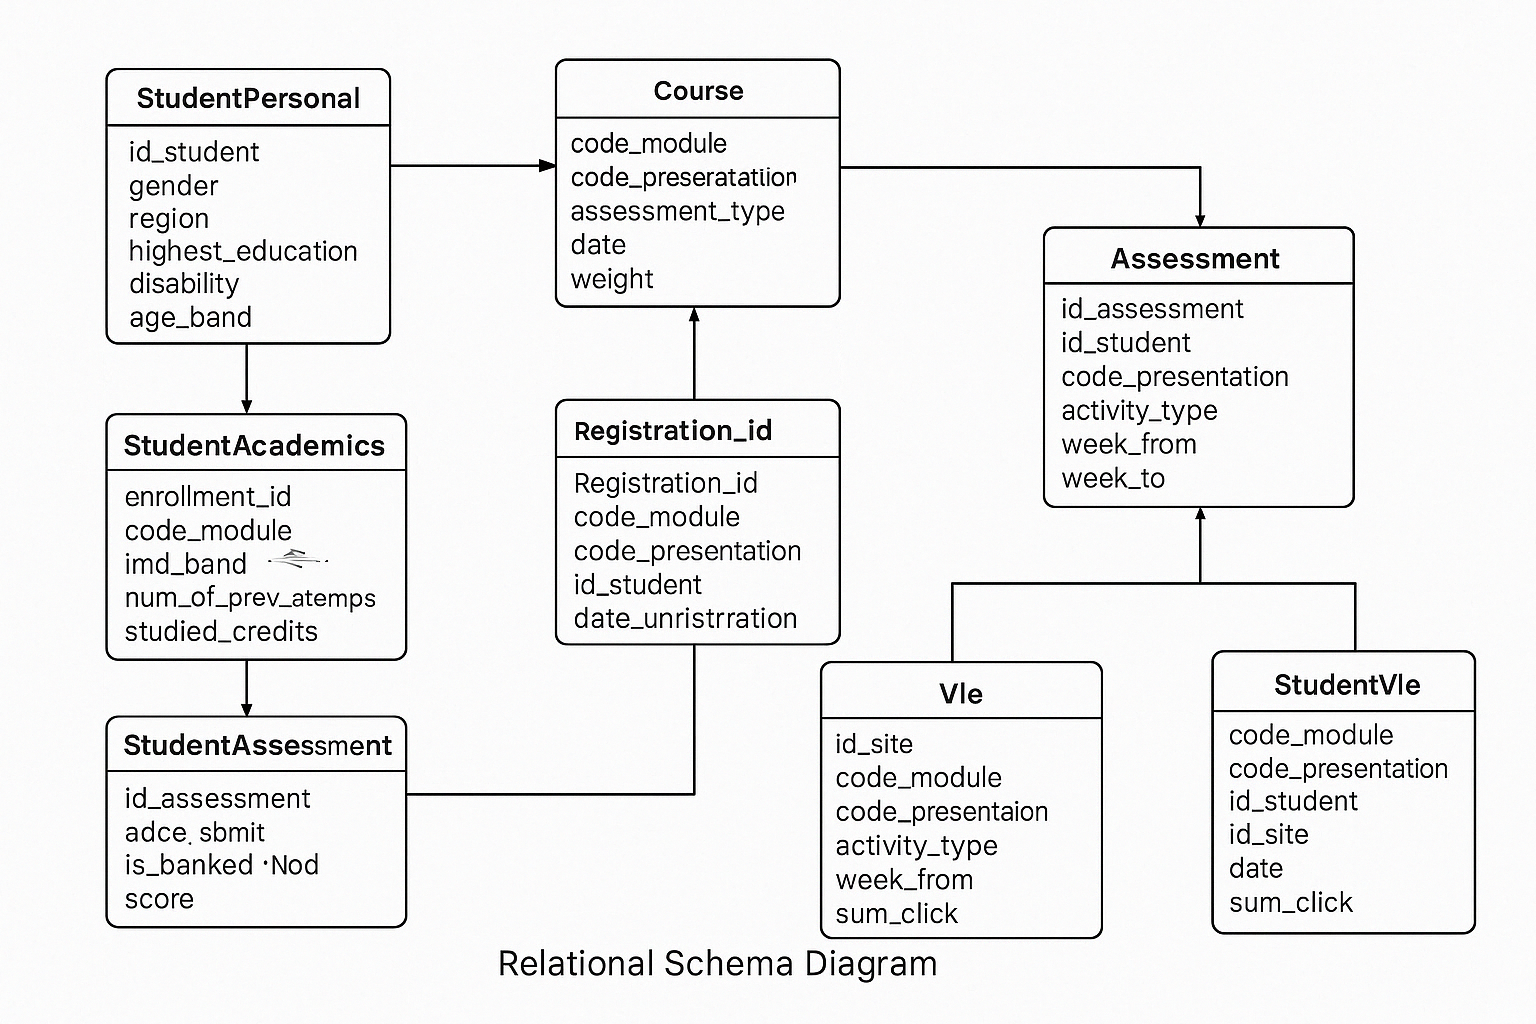 StudentPersonal
id_student
gender
region
highest_education
disability
age_band
Course
code_module
code_preseratatlion
assessment_type
date
weight
Assessment
id_assessment
id_student
code_presentation
activity_type
week_from
week_to
StudentAcademics
enrollment_id
code_module
imd_band
num_of_prev_atemps
studied_credits
Registration_id
Registration_id
code_module
code_presentation
id_student
date_unristrration
StudentAssessment
id_assessment
adce. sbmit
is_banked ·Nod
score
Vle
id_site
code_module
code_presentaion
activity_type
week_from
sum_click
StudentVle
code_module
code_presentation
id_student
id_site
date
sum_click
Relational Schema Diagram